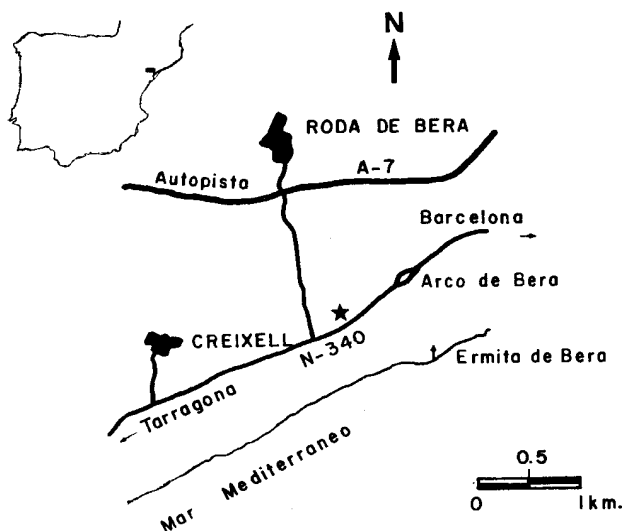 N
RODA DE BERA
Autopista
A-7
Barcelona
Arco de Bera
CREIXELL
N-340
Ermita de Bera
Tarragona
Mar Mediterraneo
0.5
0
1km.